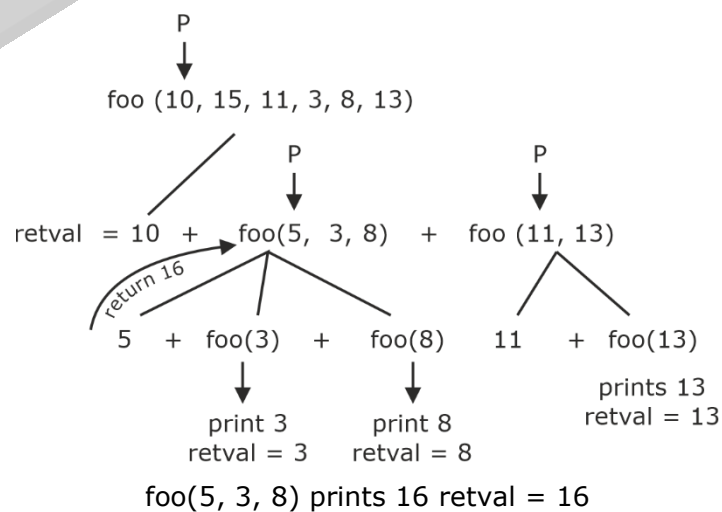 P
foo (10, 15, 11, 3, 8, 13)
P P
retval = 10 + foo(5, 3, 8) + foo (11, 13)
return 16
5 + foo(3) + foo(8) 11 + foo(13)
prints 13
retval = 13
print 3 print 8
retval = 3 retval = 8
foo(5, 3, 8) prints 16 retval = 16